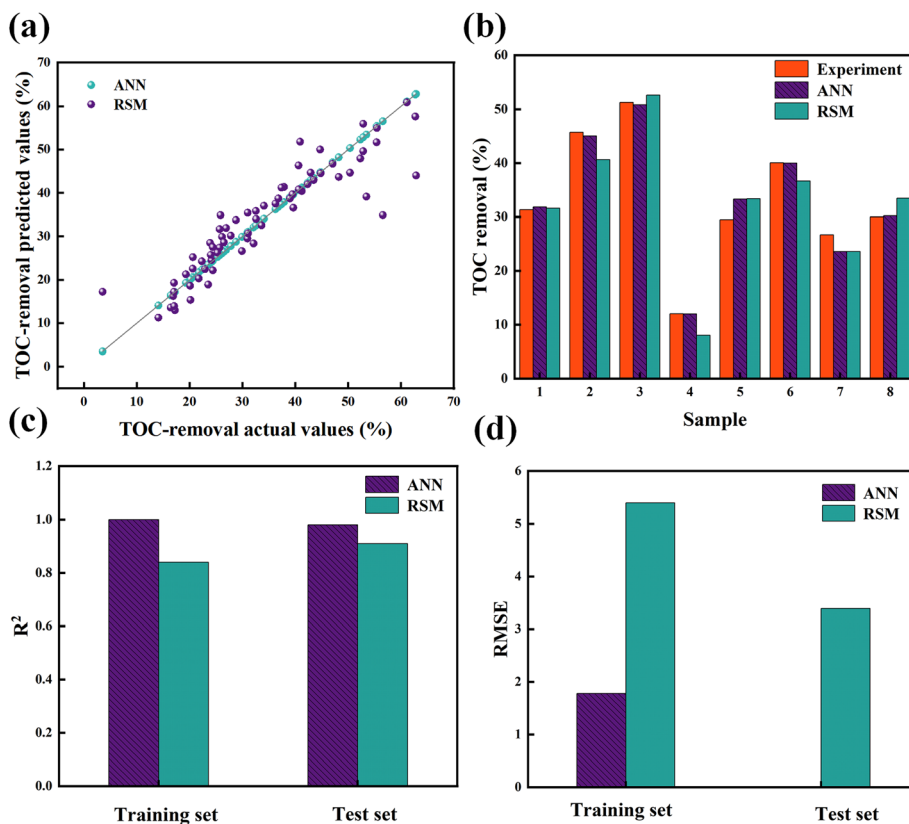 (a)
TOC-removal predicted values (%)
70
60
50
40
30
20
10
0
ANN
RSM
0 10 20 30 40 50 60 70
TOC-removal actual values (%)
(b)
TOC removal (%)
60
50
40
30
20
10
0
Experiment
ANN
RSM
1 2 3 4 5 6 7 8
Sample
(c)
R²
1.2
1.0
0.8
0.6
0.4
0.2
0.0
ANN
RSM
Training set Test set
(d)
RMSE
6
5
4
3
2
1
0
ANN
RSM
Training set Test set